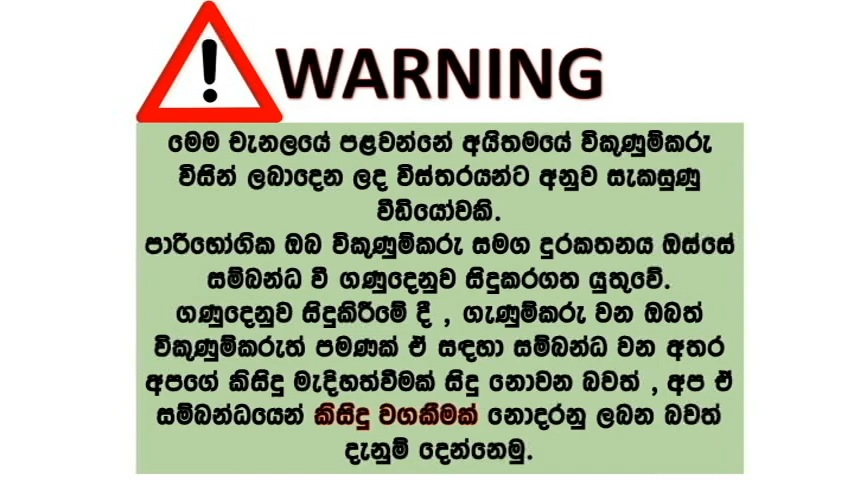 WARNING
මෙම චැනලයේ පළවන්නේ අයිතමයේ විකුණුම්කරු
විසින් ලබාදෙන ලද විස්තරයන්ට අනුව සැකසුණු
වීඩියෝවකි.
පාරිභෝගික ඔබ විකුණුම්කරු සමග දුරකතනය ඔස්සේ
සම්බන්ධ වී ගණුදෙනුව සිදුකරගත යුතුවේ.
ගණුදෙනුව සිදුකිරීමේ දී , ගැණුම්කරු වන ඔබත්
විකුණුම්කරුත් පමණක් ඒ සඳහා සම්බන්ධ වන අතර
අපගේ කිසිදු මැදිහත්වීමක් සිදු නොවන බවත් , අප ඒ
සම්බන්ධයෙන් කිසිදු වගකීමක් නොදරනු ලබන බවත්
දැනුම් දෙන්නෙමු.